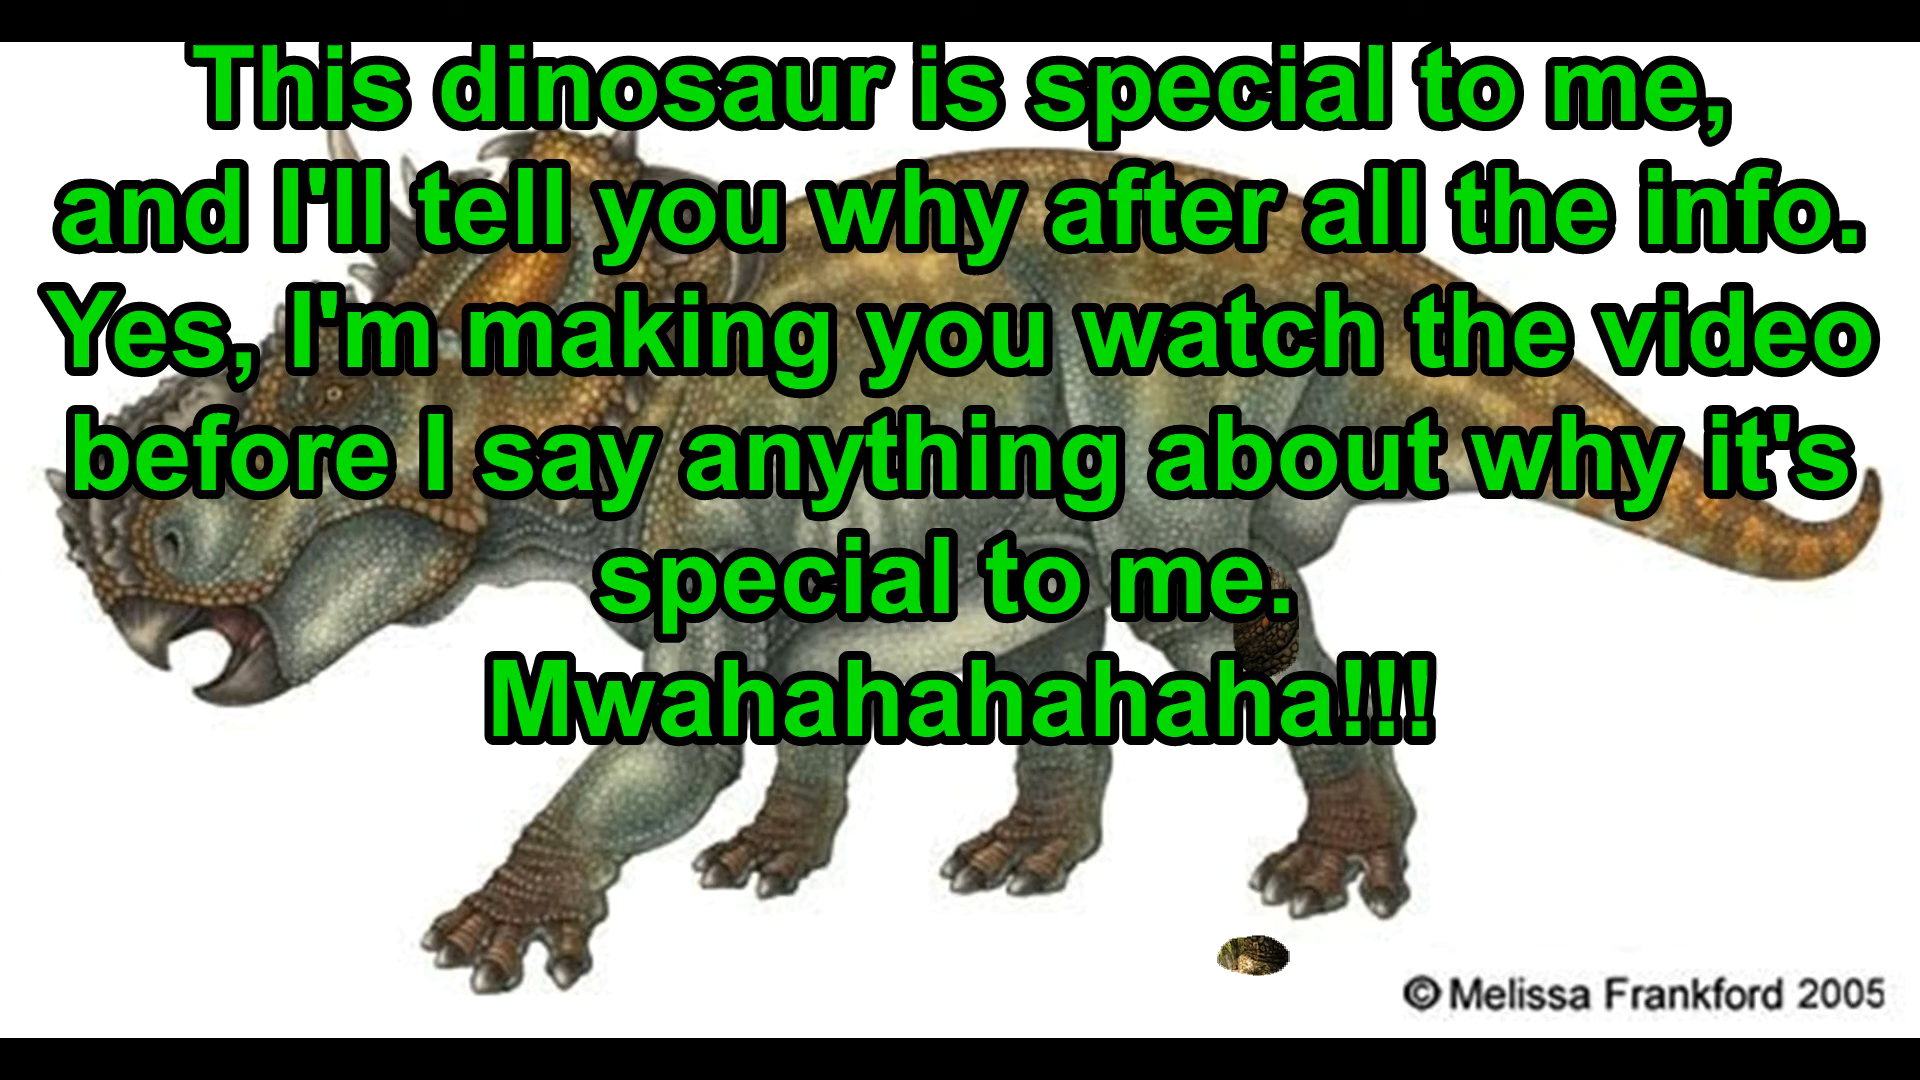 This dinosaur is special to me,
and I'll tell you why after all the info.
Yes, I'm making you watch the video
before I say anything about why it's
special to me.
Mwahahahahaha!!!
© Melissa Frankford 2005